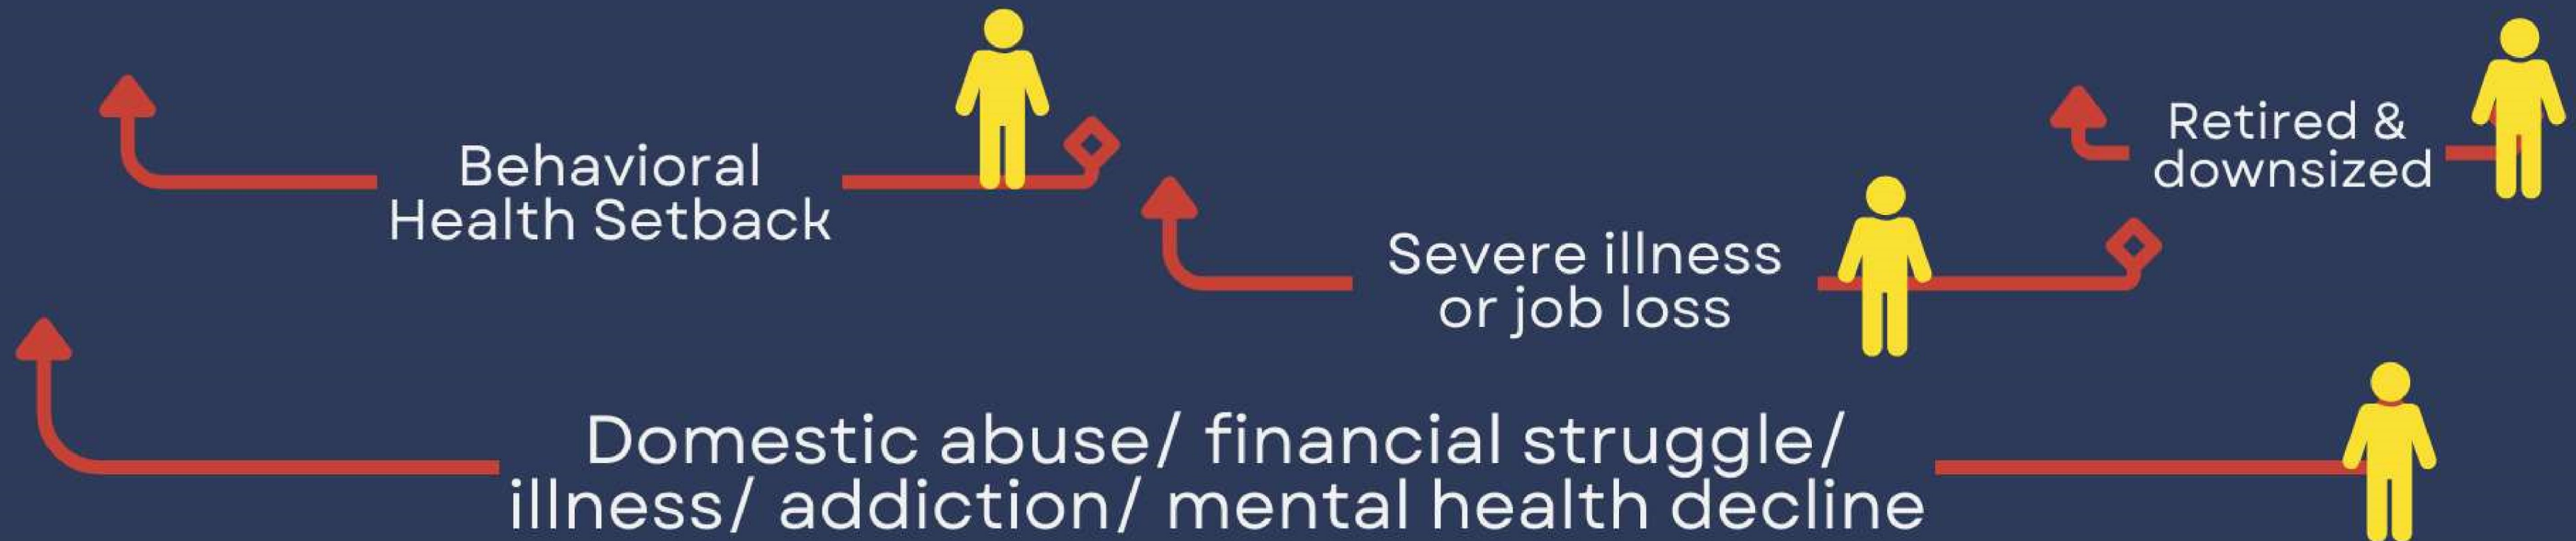 Behavioral
Health Setback
Severe illness
or job loss
Retired &
downsized
Domestic abuse/ financial struggle/
illness/ addiction/ mental health decline